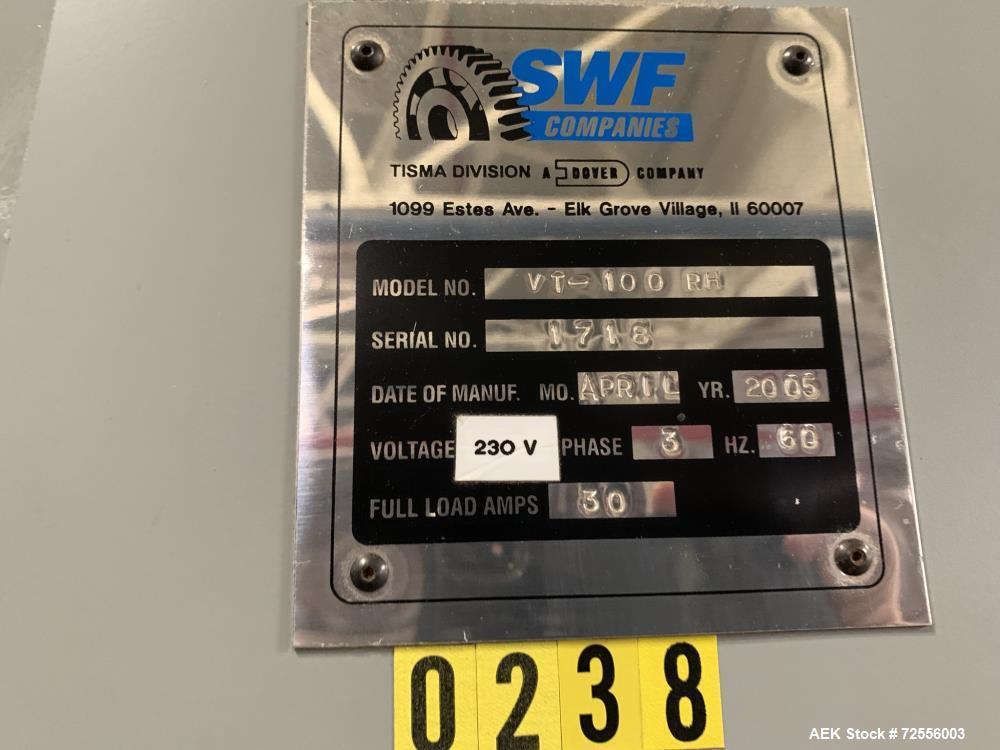 SWF
COMPANIES
TISMA DIVISION A DOVER COMPANY
1099 Estes Ave. - Elk Grove Village, Il 60007
MODEL NO. VT-100 RH
SERIAL NO. 1718
DATE OF MANUF. MO. APRIL YR. 2005
VOLTAGE 230 V PHASE 3 HZ. 60
FULL LOAD AMPS 30
0238
AEK Stock # 72556003